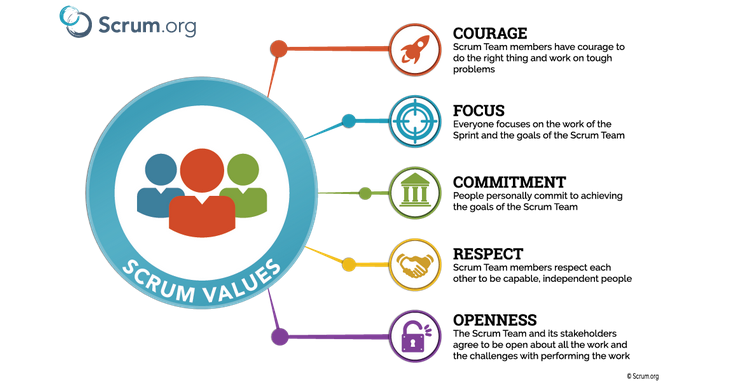 Scrum.org
COURAGE
Scrum Team members have courage to
do the right thing and work on tough
problems
FOCUS
Everyone focuses on the work of the
Sprint and the goals of the Scrum Team
COMMITMENT
People personally commit to achieving
the goals of the Scrum Team
RESPECT
Scrum Team members respect each
other to be capable, independent people
SCRUM VALUES
OPENNESS
The Scrum Team and its stakeholders
agree to be open about all the work and
the challenges with performing the work
© Scrum.org